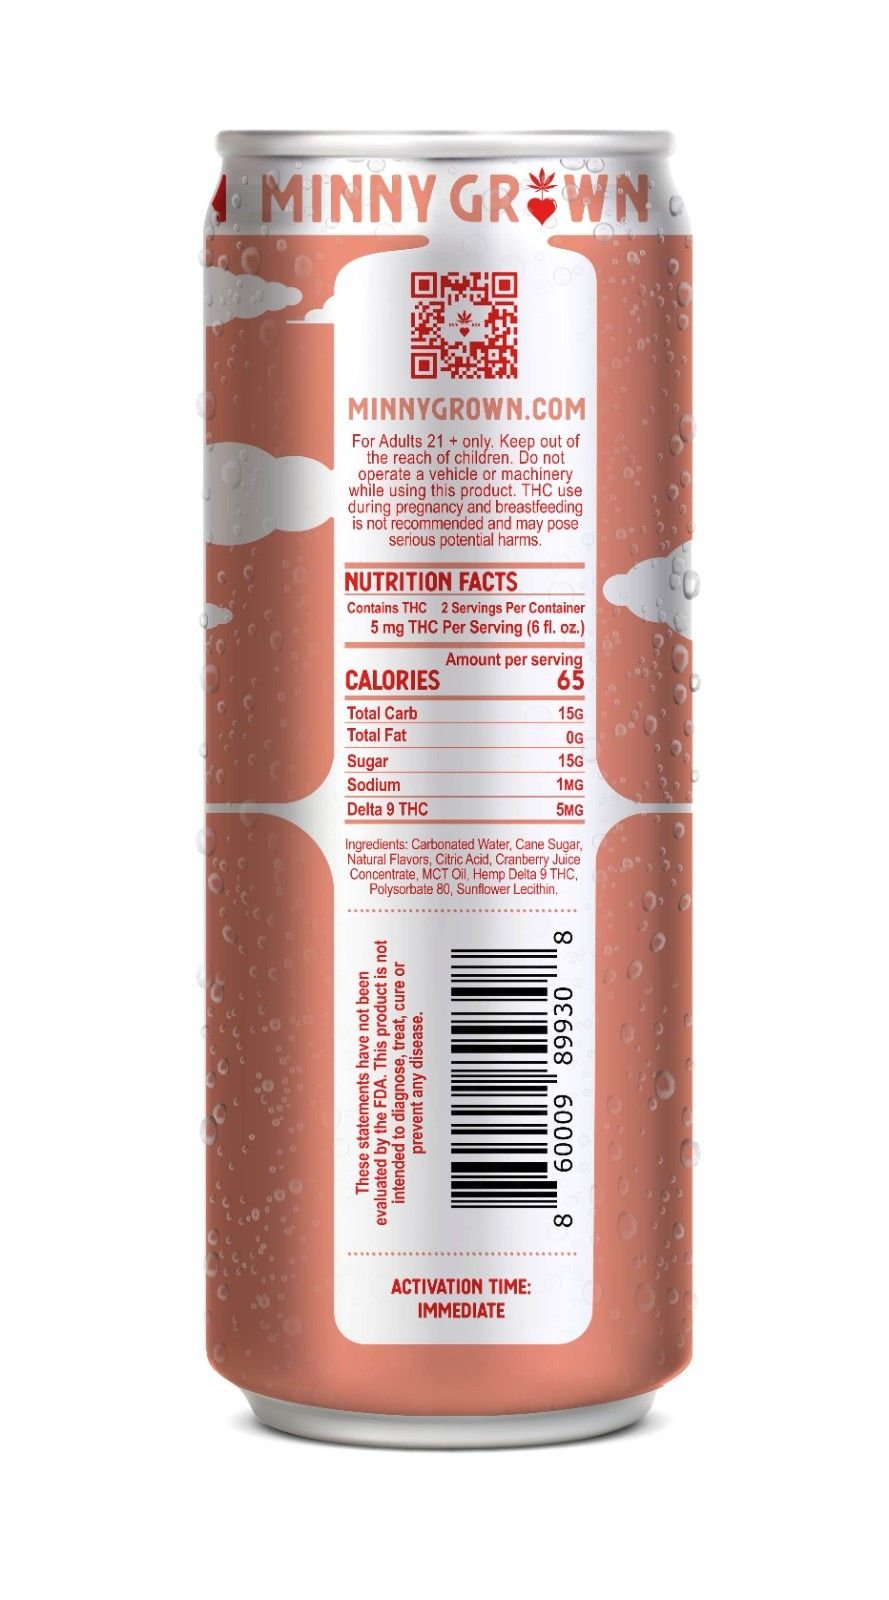 MINNY GROWN
MINNYGROWN.COM
For Adults 21 + only. Keep out of
the reach of children. Do not
operate a vehicle or machinery
while using this product. THC use
during pregnancy and breastfeeding
is not recommended and may pose
serious potential harms.
NUTRITION FACTS
Contains THC 2 Servings Per Container
5 mg THC Per Serving (6 fl. oz.)
Amount per serving
CALORIES 65
Total Carb 15G
Total Fat 0G
Sugar 15G
Sodium 1MG
Delta 9 THC 5MG
Ingredients: Carbonated Water, Cane Sugar,
Natural Flavors, Citric Acid, Cranberry Juice
Concentrate, MCT Oil, Hemp Delta 9 THC,
Polysorbate 80, Sunflower Lecithin.
These statements have not been
evaluated by the FDA. This product is not
intended to diagnose, treat, cure or
prevent any disease.
8 60009 89930 8
ACTIVATION TIME:
IMMEDIATE